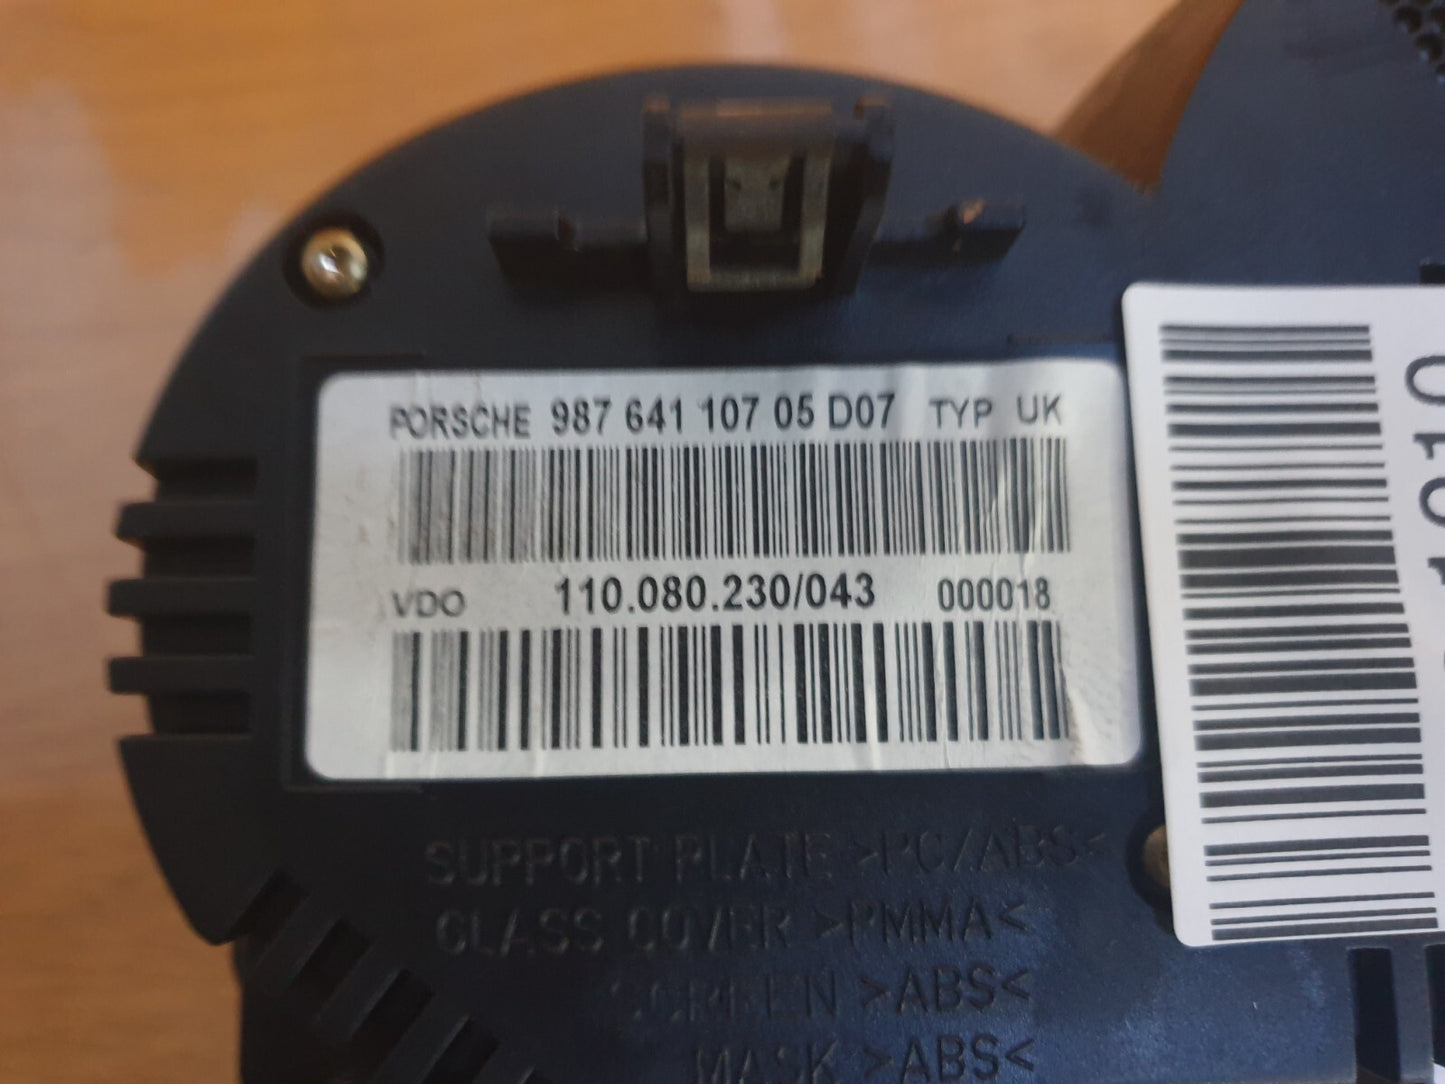 PORSCHE 987 641 107 05 D07 TYP UK
VDO 110.080.230/043 000018
SUPPORT PLATE >PC/ABS<
GLASS COVER >PMMA<
SCREEN >ABS<
MASK >ABS<